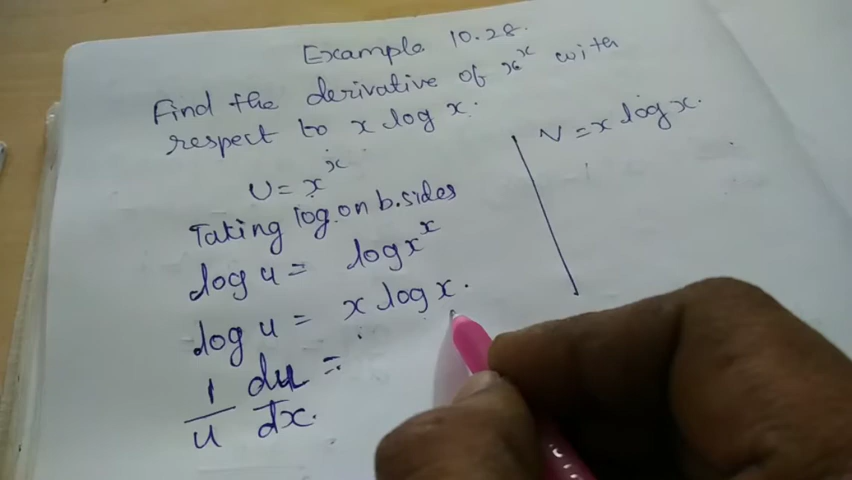 Example 10.28.
Find the derivative of x^x with
respect to x log x.
U = x^x
Taking log on b.sides
log u = log x^x
log u = x log x.
1/u du/dx. =
V = x log x.